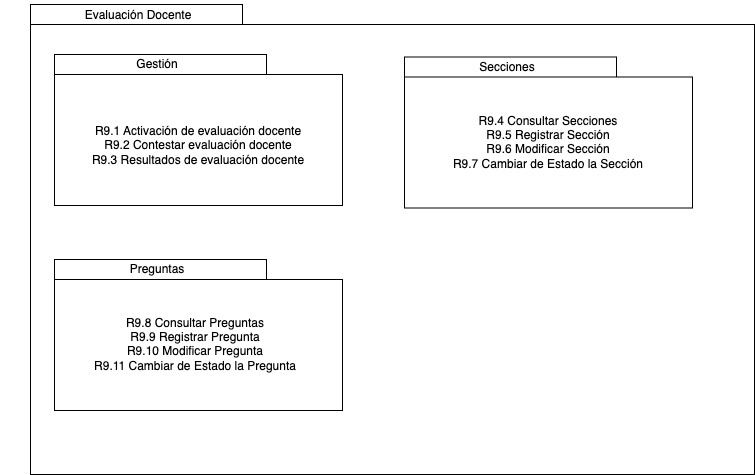 Evaluación Docente
Gestión
R9.1 Activación de evaluación docente
R9.2 Contestar evaluación docente
R9.3 Resultados de evaluación docente
Secciones
R9.4 Consultar Secciones
R9.5 Registrar Sección
R9.6 Modificar Sección
R9.7 Cambiar de Estado la Sección
Preguntas
R9.8 Consultar Preguntas
R9.9 Registrar Pregunta
R9.10 Modificar Pregunta
R9.11 Cambiar de Estado la Pregunta